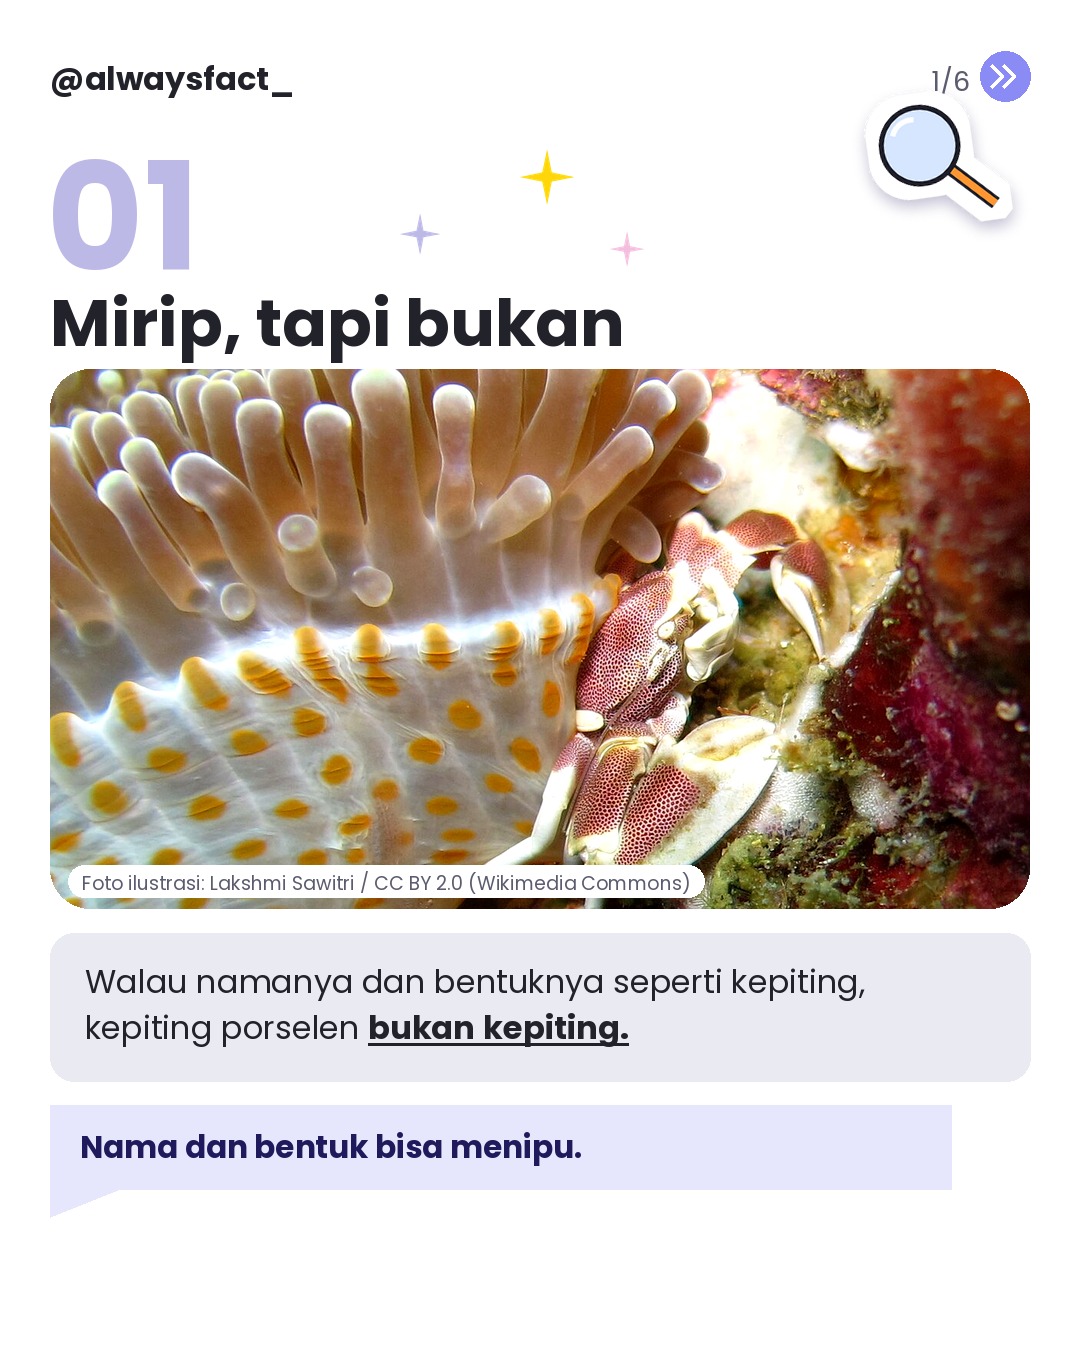 @alwaysfact_
1/6
01
Mirip, tapi bukan
Foto ilustrasi: Lakshmi Sawitri / CC BY 2.0 (Wikimedia Commons)
Walau namanya dan bentuknya seperti kepiting,
kepiting porselen bukan kepiting.
Nama dan bentuk bisa menipu.